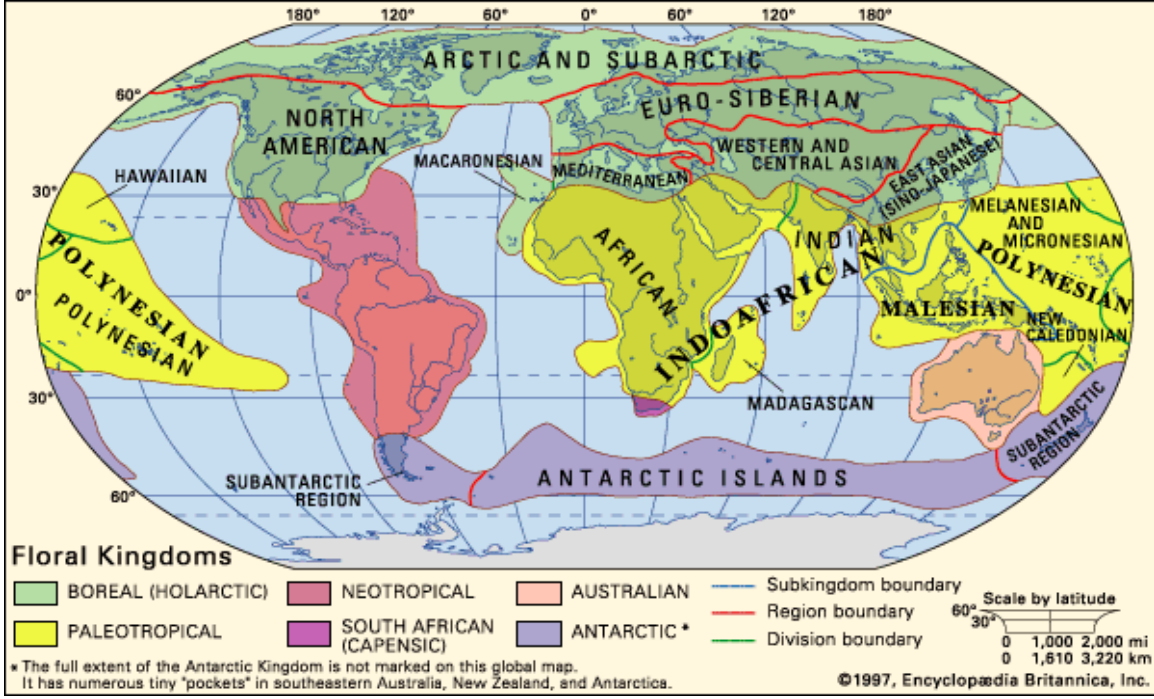 180° 120° 60° 0° 60° 120° 180°
ARCTIC AND SUBARCTIC
60°
EURO-SIBERIAN
NORTH
AMERICAN
WESTERN AND
CENTRAL ASIAN
EAST ASIAN
(SINO-JAPANESE)
MACARONESIAN
MEDITERRANEAN
HAWAIIAN
30°
MELANESIAN
AND
MICRONESIAN
INDIAN
AFRICAN
POLYNESIAN
POLYNESIAN
INDOAFRICAN
POLYNESIAN
0°
MALESIAN
NEW
CALEDONIAN
30°
MADAGASCAN
SUBANTARCTIC
REGION
SUBANTARCTIC
REGION
ANTARCTIC ISLANDS
60°
Floral Kingdoms
BOREAL (HOLARCTIC)
PALEOTROPICAL
NEOTROPICAL
SOUTH AFRICAN
(CAPENSIC)
AUSTRALIAN
ANTARCTIC *
Subkingdom boundary
Region boundary
Division boundary
Scale by latitude
60°
30°
0 1,000 2,000 mi
0 1,610 3,220 km
* The full extent of the Antarctic Kingdom is not marked on this global map.
It has numerous tiny "pockets" in southeastern Australia, New Zealand, and Antarctica.
©1997, Encyclopædia Britannica, Inc.